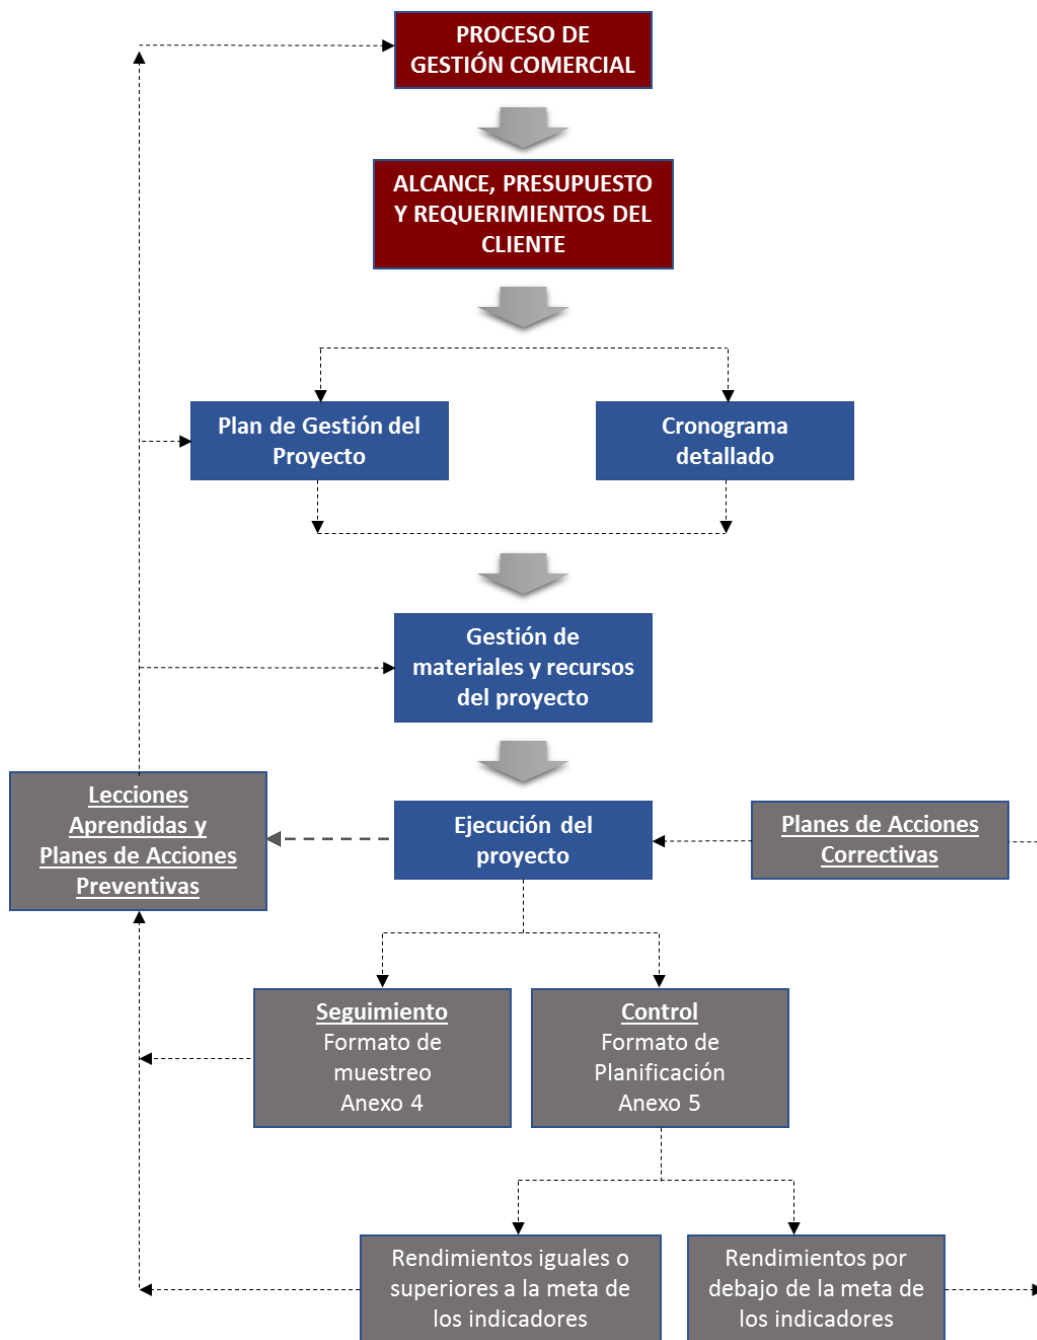 PROCESO DE
GESTIÓN COMERCIAL
ALCANCE, PRESUPUESTO
Y REQUERIMIENTOS DEL
CLIENTE
Plan de Gestión del
Proyecto
Cronograma
detallado
Gestión de
materiales y recursos
del proyecto
Lecciones
Aprendidas y
Planes de Acciones
Preventivas
Ejecución del
proyecto
Planes de Acciones
Correctivas
Seguimiento
Formato de
muestreo
Anexo 4
Control
Formato de
Planificación
Anexo 5
Rendimientos iguales o
superiores a la meta de
los indicadores
Rendimientos por
debajo de la meta de
los indicadores